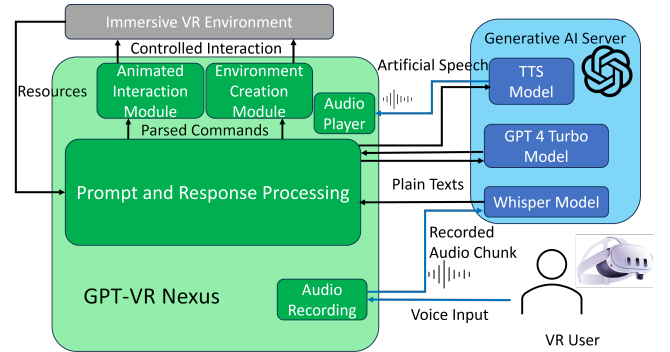 Immersive VR Environment
Generative AI Server
Controlled Interaction
Resources
Animated
Interaction
Module
Environment
Creation
Module
Artificial Speech
TTS
Model
Audio
Player
Parsed Commands
GPT 4 Turbo
Model
Prompt and Response Processing
Plain Texts
Whisper Model
Recorded
Audio Chunk
GPT-VR Nexus
Audio
Recording
Voice Input
VR User